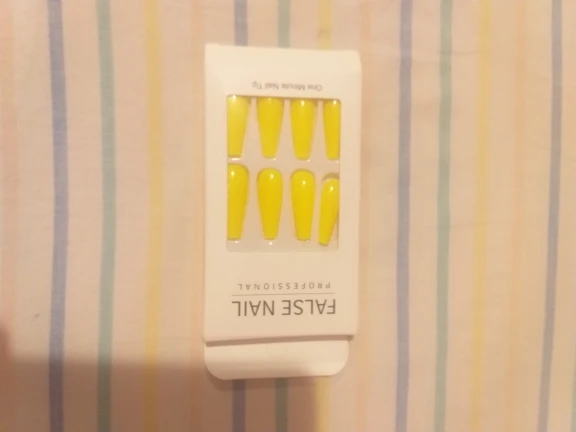 FALSE NAIL
PROFESSIONAL
One Minute Nail Tip